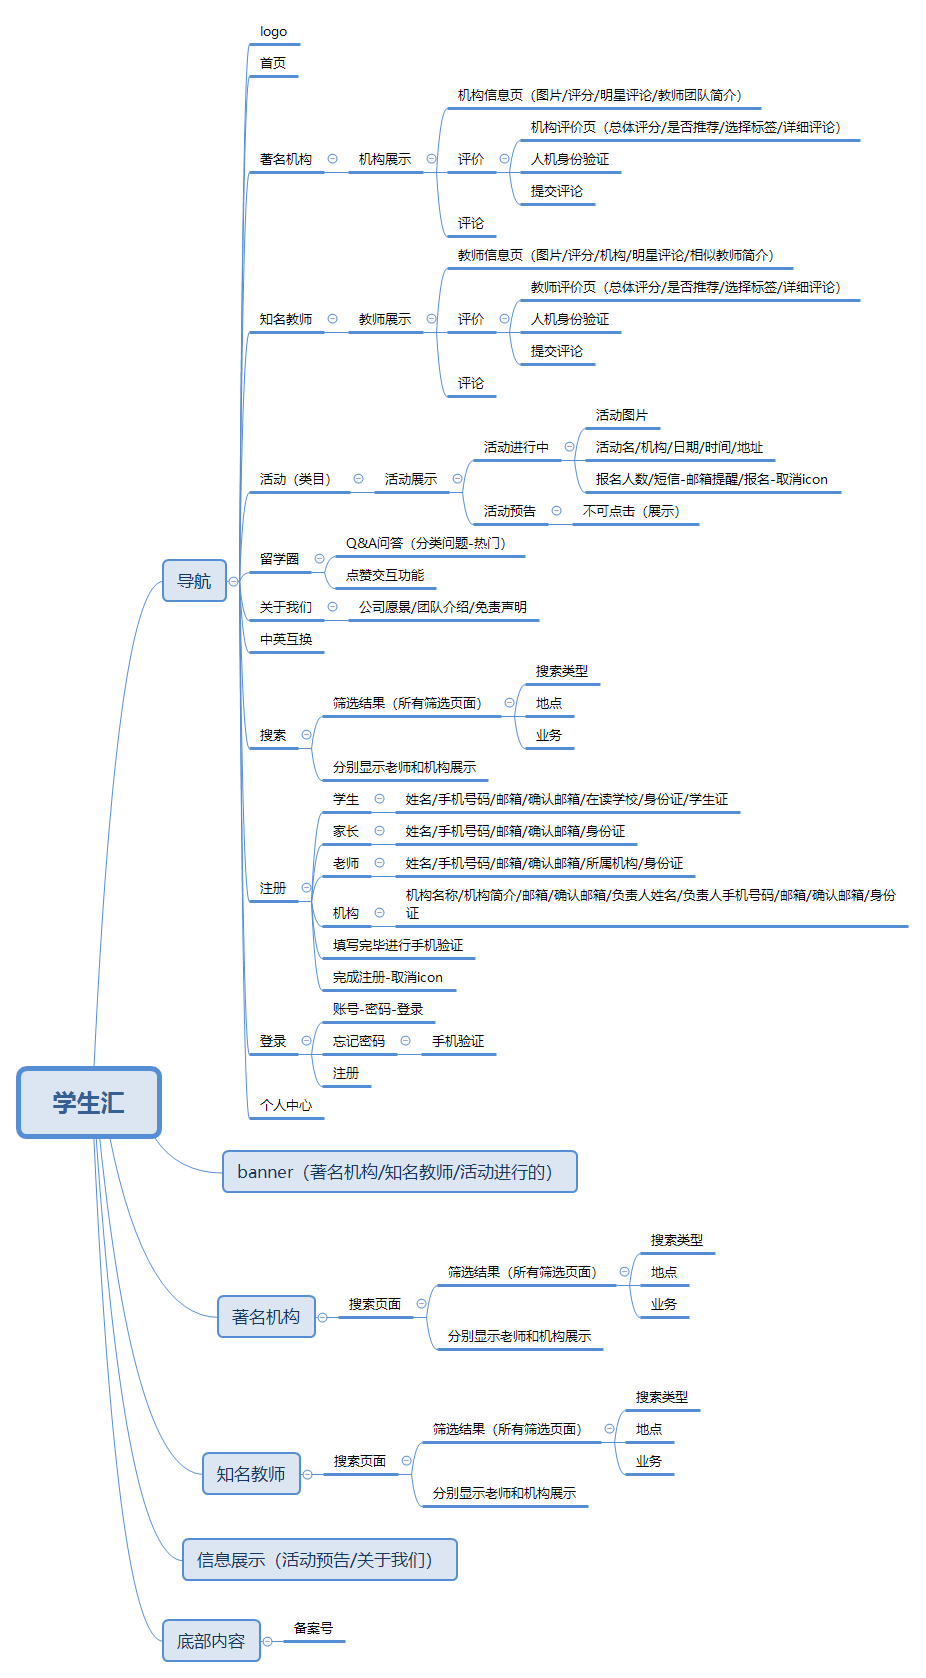 logo
首页
机构信息页（图片/评分/明星评论/教师团队简介）
机构评价页（总体评分/是否推荐/选择标签/详细评论）
著名机构
机构展示
评价
人机身份验证
提交评论
评论
教师信息页（图片/评分/机构/明星评论/相似教师简介）
教师评价页（总体评分/是否推荐/选择标签/详细评论）
知名教师
教师展示
评价
人机身份验证
提交评论
评论
活动图片
活动进行中
活动名/机构/日期/时间/地址
活动（类目）
活动展示
报名人数/短信-邮箱提醒/报名-取消icon
活动预告
不可点击（展示）
Q&A问答（分类问题-热门）
留学圈
点赞交互功能
导航
关于我们
公司愿景/团队介绍/免责声明
中英互换
搜索类型
筛选结果（所有筛选页面）
地点
搜索
业务
分别显示老师和机构展示
学生
姓名/手机号码/邮箱/确认邮箱/在读学校/身份证/学生证
家长
姓名/手机号码/邮箱/确认邮箱/身份证
老师
姓名/手机号码/邮箱/确认邮箱/所属机构/身份证
注册
机构
机构名称/机构简介/邮箱/确认邮箱/负责人姓名/负责人手机号码/邮箱/确认邮箱/身份
证
填写完毕进行手机验证
完成注册-取消icon
账号-密码-登录
登录
忘记密码
手机验证
注册
个人中心
学生汇
banner（著名机构/知名教师/活动进行的）
搜索类型
筛选结果（所有筛选页面）
地点
著名机构
搜索页面
业务
分别显示老师和机构展示
搜索类型
筛选结果（所有筛选页面）
地点
知名教师
搜索页面
业务
分别显示老师和机构展示
信息展示（活动预告/关于我们）
底部内容
备案号